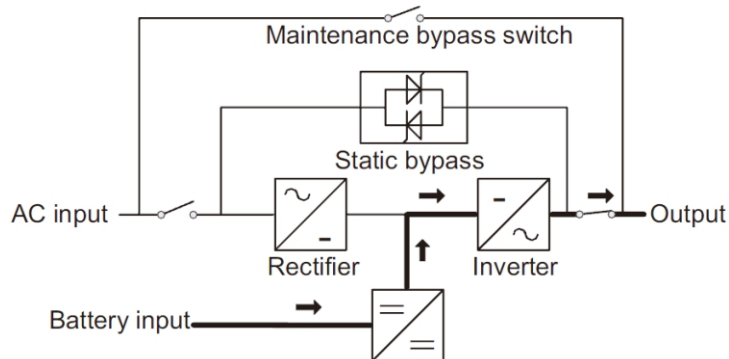 Maintenance bypass switch
Static bypass
AC input
Output
Rectifier
Inverter
Battery input